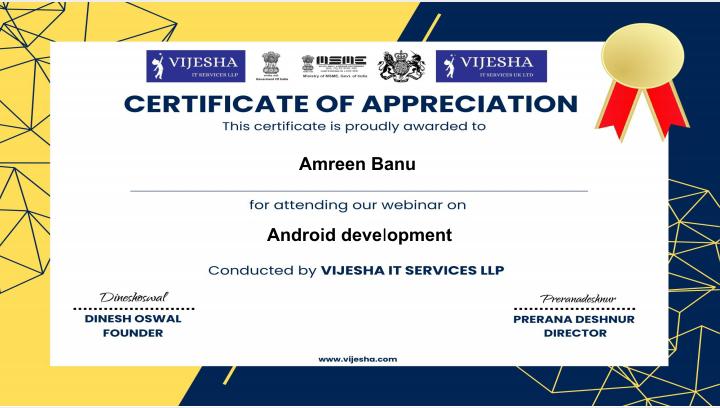 VIJESHA
IT SERVICES LLP
Government Of India
MSME
Ministry of MSME, Govt. of India
VIJESHA
IT SERVICES UK LTD
CERTIFICATE OF APPRECIATION
This certificate is proudly awarded to
Amreen Banu
for attending our webinar on
Android development
Conducted by VIJESHA IT SERVICES LLP
Dineshoswal
Preranadeshnur
DINESH OSWAL
FOUNDER
PRERANA DESHNUR
DIRECTOR
www.vijesha.com